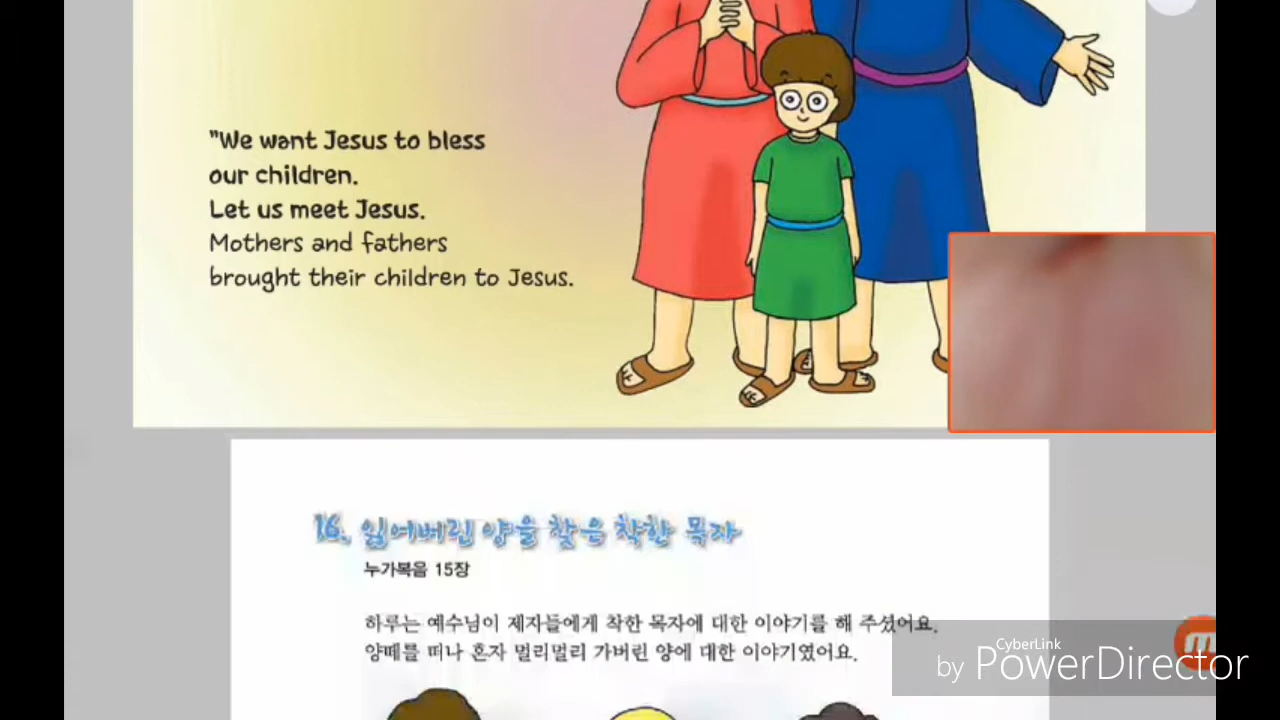 "We want Jesus to bless
our children.
Let us meet Jesus.
Mothers and fathers
brought their children to Jesus.
16. 잃어버린 양을 찾은 착한 목자
누가복음 15장
하루는 예수님이 제자들에게 착한 목자에 대한 이야기를 해 주셨어요.
양떼를 떠나 혼자 멀리멀리 가버린 양에 대한 이야기였어요.
CyberLink
by PowerDirector